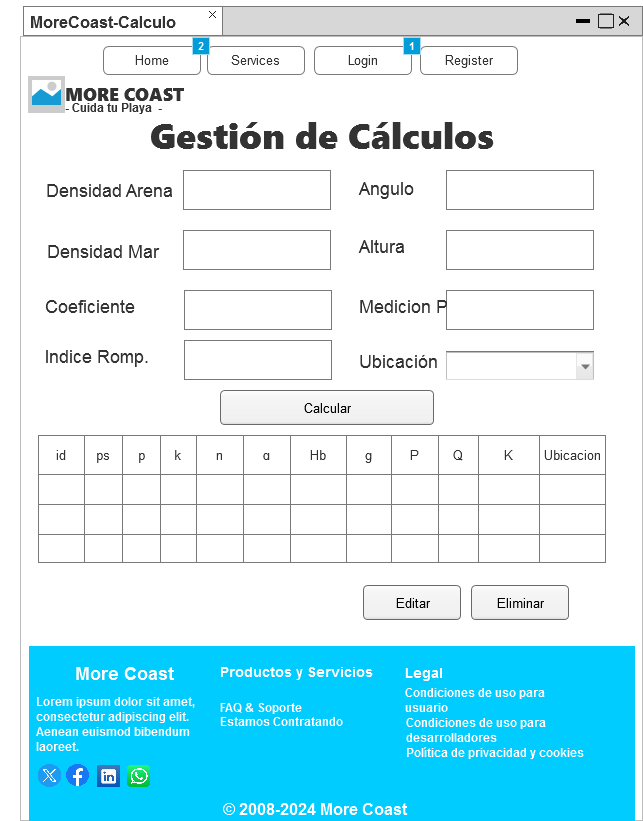 MoreCoast-Calculo
Home 2 Services Login 1 Register
MORE COAST
- Cuida tu Playa -
Gestión de Cálculos
Densidad Arena Angulo
Densidad Mar Altura
Coeficiente Medicion P
Indice Romp. Ubicación
Calcular
id ps p k n α Hb g P Q K Ubicacion
Editar Eliminar
More Coast
Lorem ipsum dolor sit amet,
consectetur adipiscing elit.
Aenean euismod bibendum
laoreet.
Productos y Servicios
FAQ & Soporte
Estamos Contratando
Legal
Condiciones de uso para
usuario
Condiciones de uso para
desarrolladores
Política de privacidad y cookies
© 2008-2024 More Coast